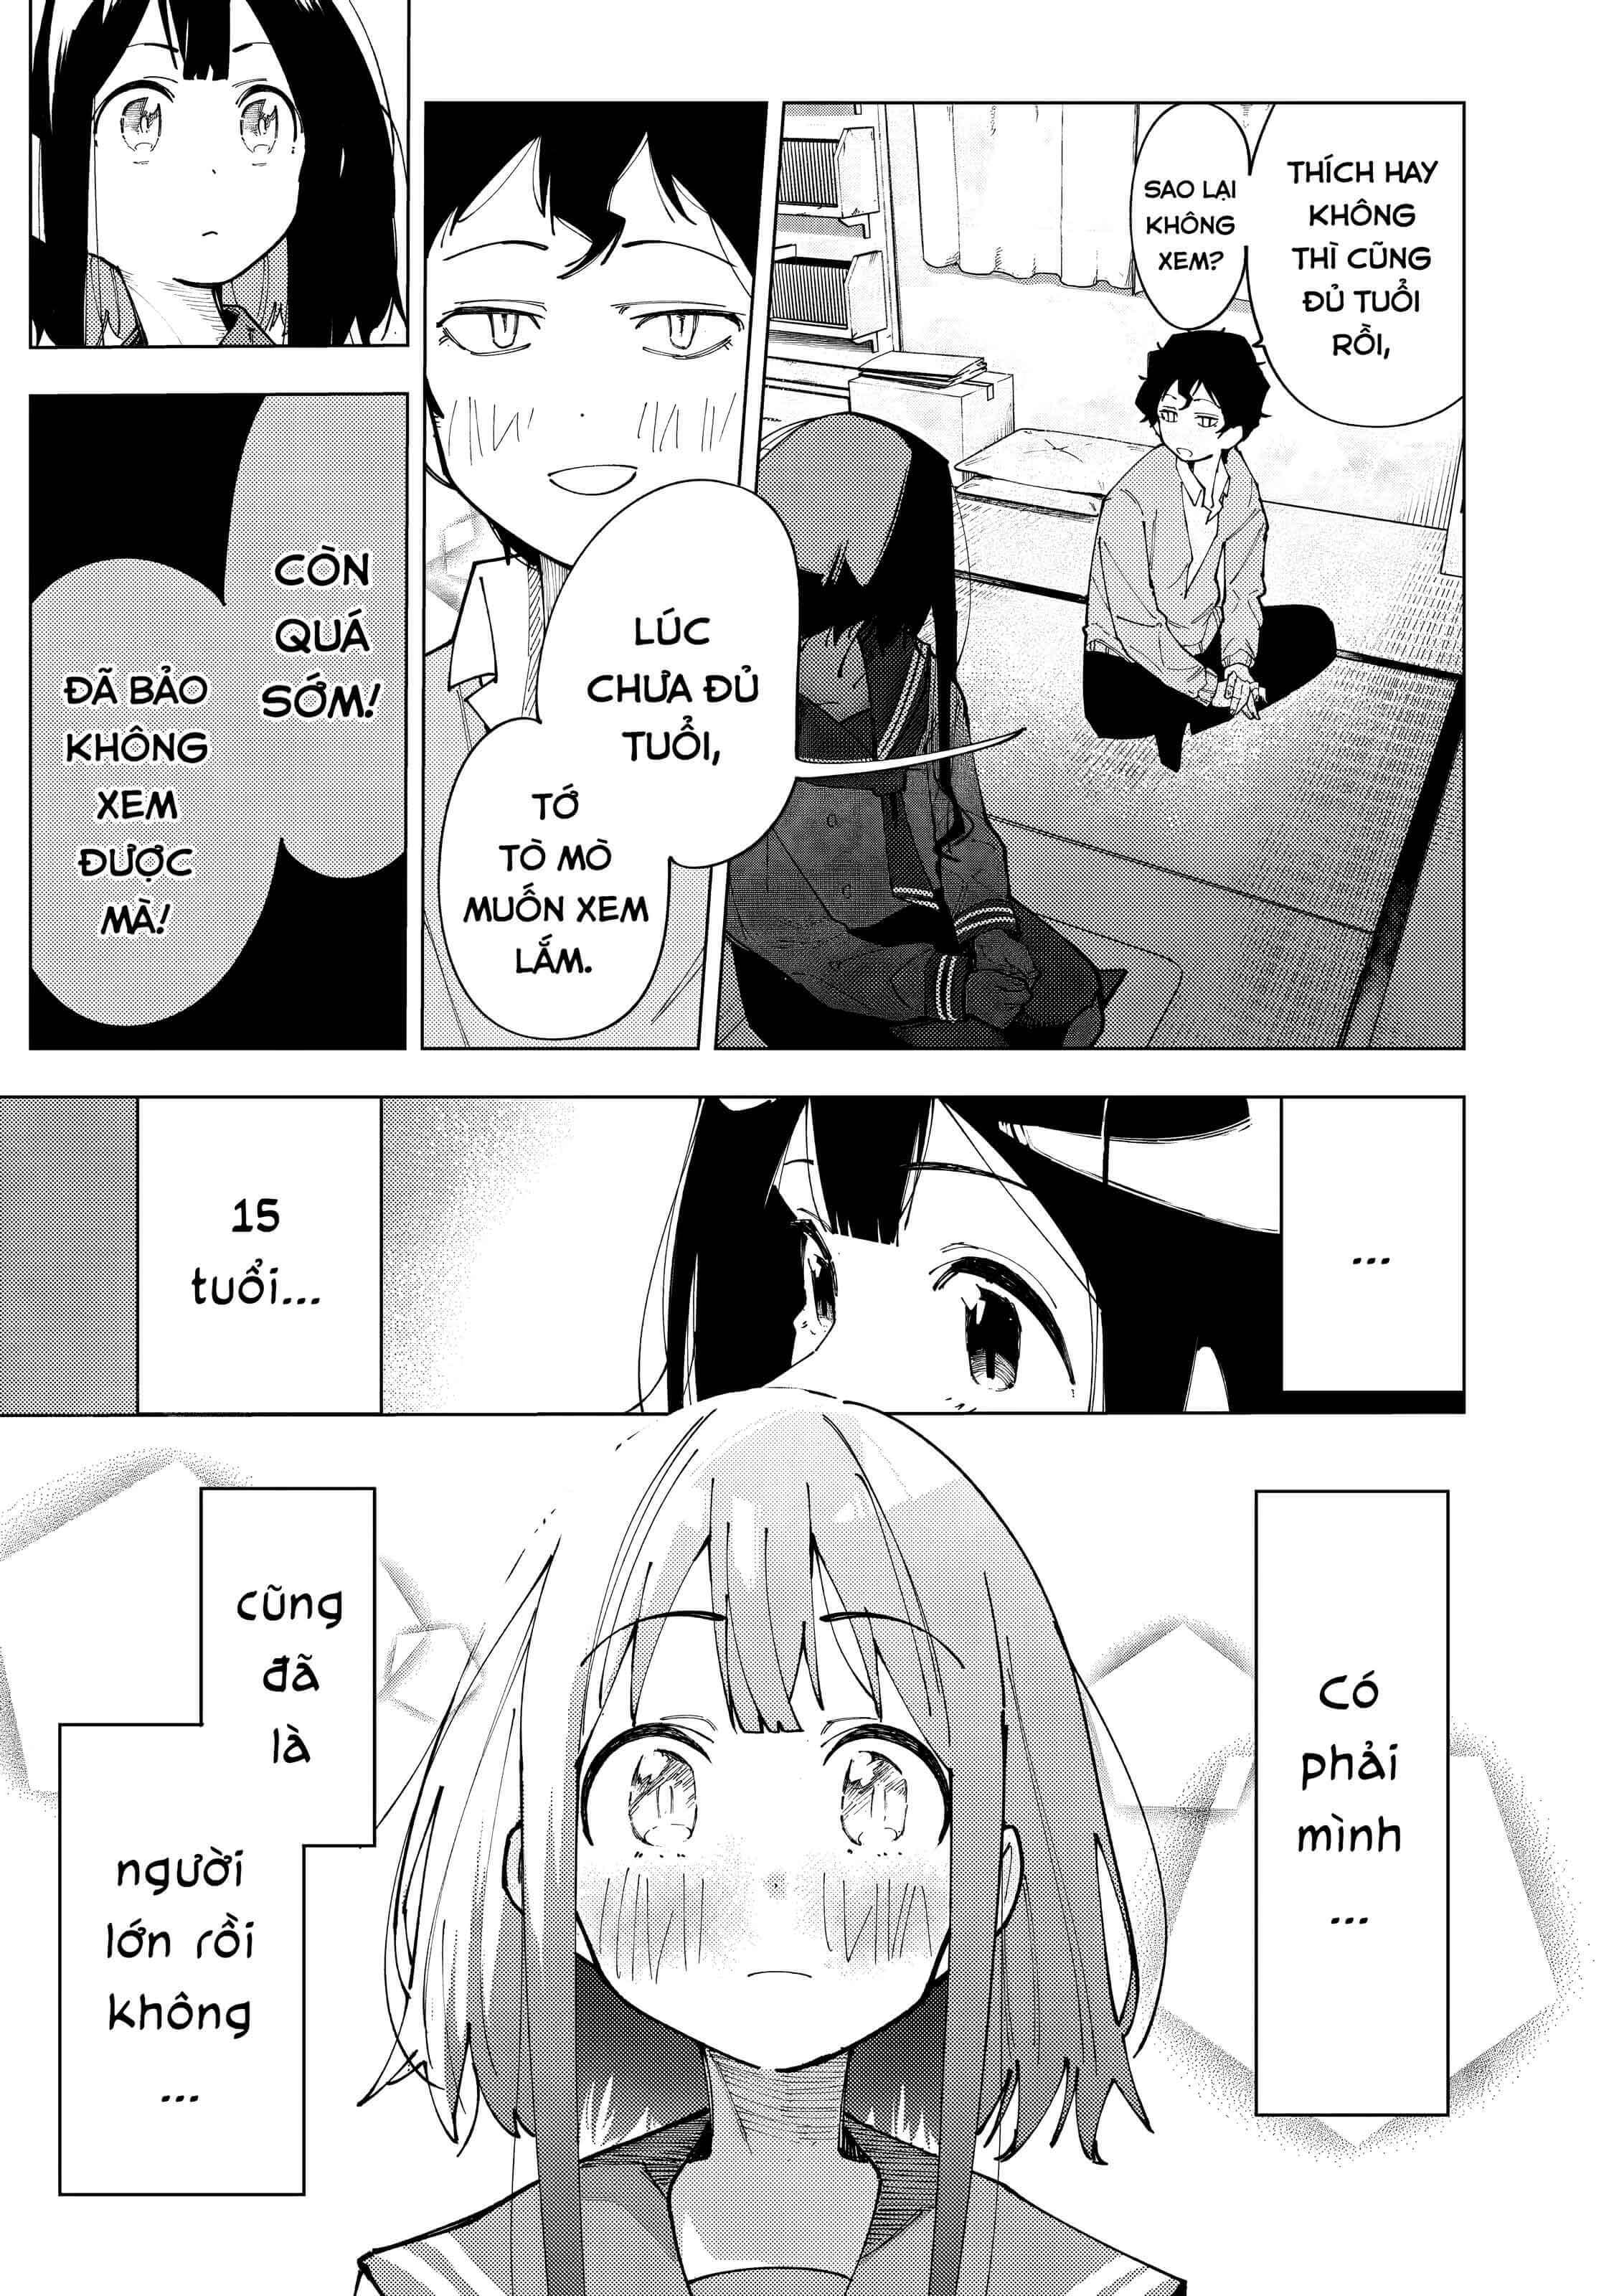 THÍCH HAY
KHÔNG
THÌ CŨNG
ĐỦ TUỔI
RỒI,
SAO LẠI
KHÔNG
XEM?
LÚC
CHƯA ĐỦ
TUỔI,
TỚ
TÒ MÒ
MUỐN XEM
LẮM.
CÒN
QUÁ
SỚM!
ĐÃ BẢO
KHÔNG
XEM
ĐƯỢC
MÀ!
...
15
tuổi...
Có
phải
mình
...
cũng
đã
là
người
lớn rồi
không
...